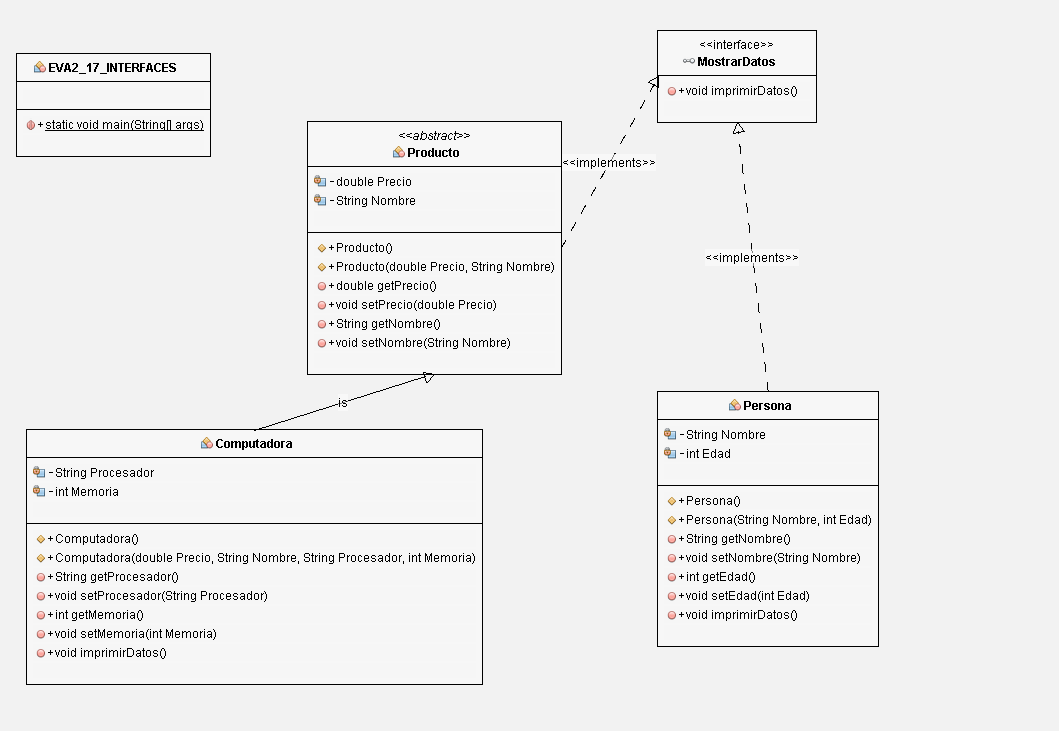 EVA2_17_INTERFACES
+static void main(String[] args)
<<interface>>
MostrarDatos
+void imprimirDatos()
<<abstract>>
Producto
-double Precio
-String Nombre
+Producto()
+Producto(double Precio, String Nombre)
+double getPrecio()
+void setPrecio(double Precio)
+String getNombre()
+void setNombre(String Nombre)
<<implements>>
<<implements>>
is
Computadora
-String Procesador
-int Memoria
+Computadora()
+Computadora(double Precio, String Nombre, String Procesador, int Memoria)
+String getProcesador()
+void setProcesador(String Procesador)
+int getMemoria()
+void setMemoria(int Memoria)
+void imprimirDatos()
Persona
-String Nombre
-int Edad
+Persona()
+Persona(String Nombre, int Edad)
+String getNombre()
+void setNombre(String Nombre)
+int getEdad()
+void setEdad(int Edad)
+void imprimirDatos()